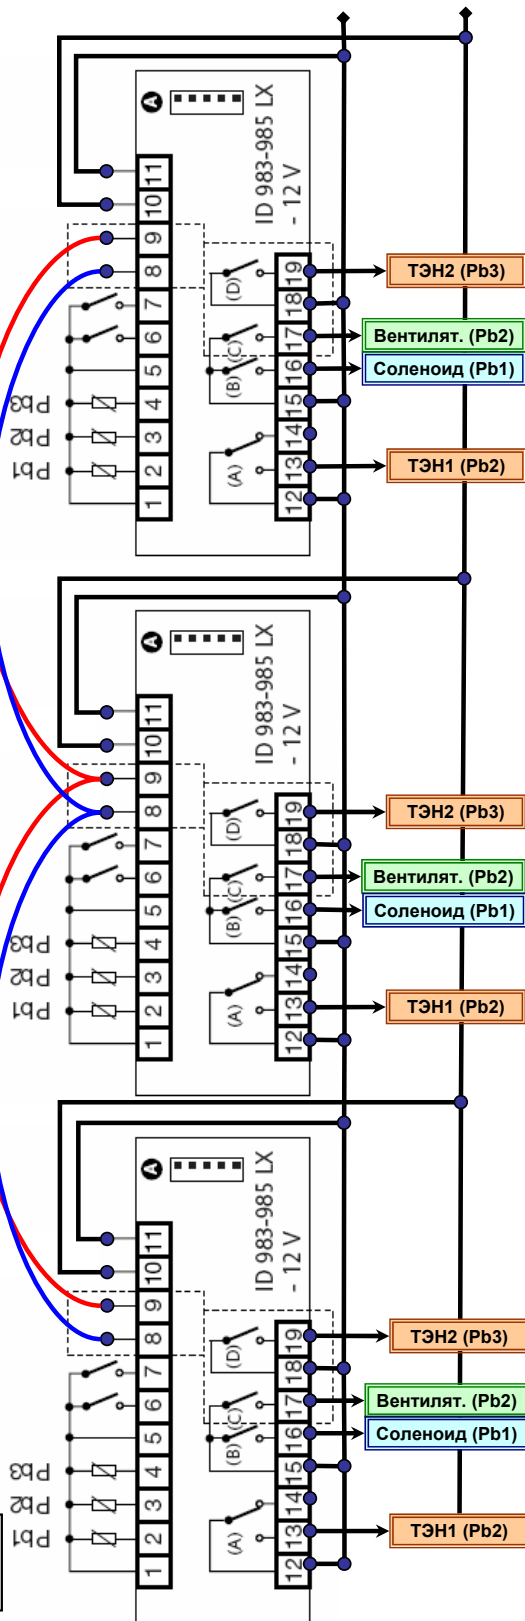 ID 983-985 LX
- 12 V
A
11
10
9
8
7
6
5
4
3
2
1
Pb3
Pb2
Pb1
19
18
17
16
15
14
13
12
(D)
(C)
(B)
(A)
ТЭН2 (Pb3)
Вентилят. (Pb2)
Соленоид (Pb1)
ТЭН1 (Pb2)
ID 983-985 LX
- 12 V
A
11
10
9
8
7
6
5
4
3
2
1
Pb3
Pb2
Pb1
19
18
17
16
15
14
13
12
(D)
(C)
(B)
(A)
ТЭН2 (Pb3)
Вентилят. (Pb2)
Соленоид (Pb1)
ТЭН1 (Pb2)
ID 983-985 LX
- 12 V
A
11
10
9
8
7
6
5
4
3
2
1
Pb3
Pb2
Pb1
19
18
17
16
15
14
13
12
(D)
(C)
(B)
(A)
ТЭН2 (Pb3)
Вентилят. (Pb2)
Соленоид (Pb1)
ТЭН1 (Pb2)